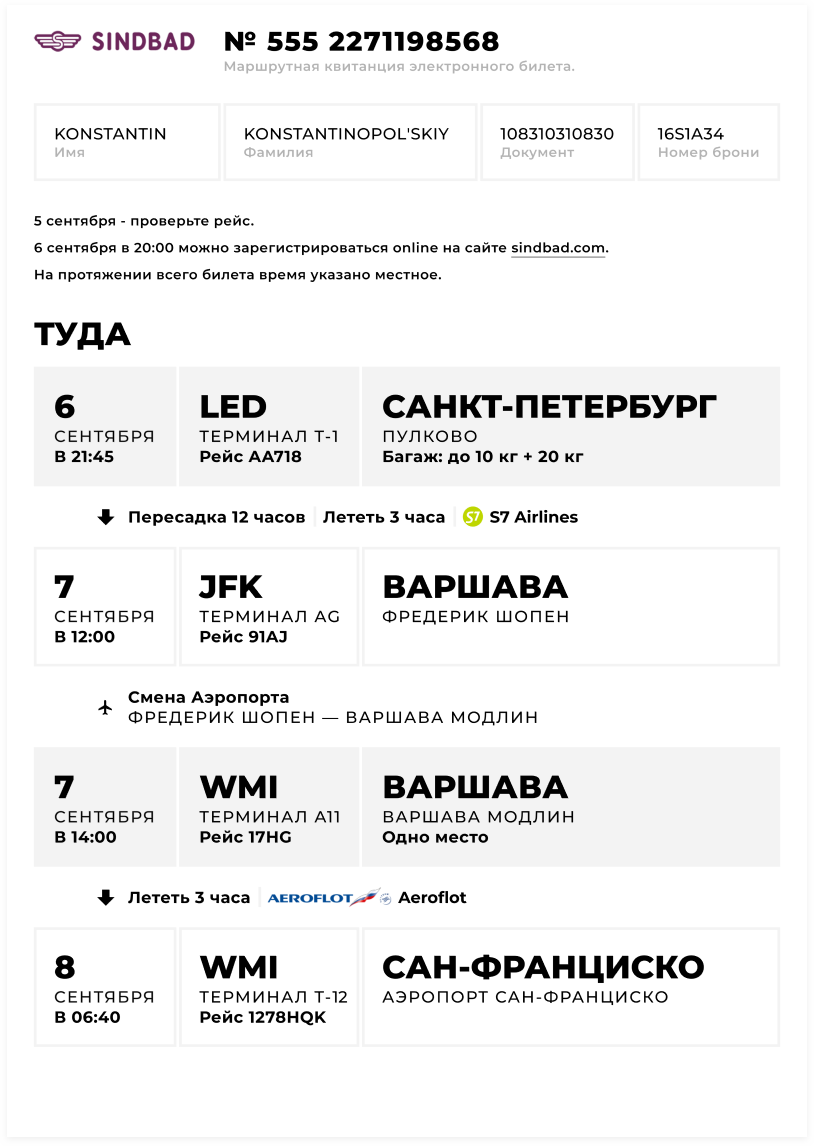 SINDBAD
№ 555 2271198568
Маршрутная квитанция электронного билета.
KONSTANTIN
Имя
KONSTANTINOPOL'SKIY
Фамилия
108310310830
Документ
16S1A34
Номер брони
5 сентября - проверьте рейс.
6 сентября в 20:00 можно зарегистрироваться online на сайте sindbad.com.
На протяжении всего билета время указано местное.
ТУДА
6
СЕНТЯБРЯ
В 21:45
LED
ТЕРМИНАЛ Т-1
Рейс AA718
САНКТ-ПЕТЕРБУРГ
ПУЛКОВО
Багаж: до 10 кг + 20 кг
Пересадка 12 часов Лететь 3 часа S7 S7 Airlines
7
СЕНТЯБРЯ
В 12:00
JFK
ТЕРМИНАЛ AG
Рейс 91AJ
ВАРШАВА
ФРЕДЕРИК ШОПЕН
Смена Аэропорта
ФРЕДЕРИК ШОПЕН — ВАРШАВА МОДЛИН
7
СЕНТЯБРЯ
В 14:00
WMI
ТЕРМИНАЛ A11
Рейс 17HG
ВАРШАВА
ВАРШАВА МОДЛИН
Одно место
Лететь 3 часа AEROFLOT Aeroflot
8
СЕНТЯБРЯ
В 06:40
WMI
ТЕРМИНАЛ Т-12
Рейс 1278HQK
САН-ФРАНЦИСКО
АЭРОПОРТ САН-ФРАНЦИСКО